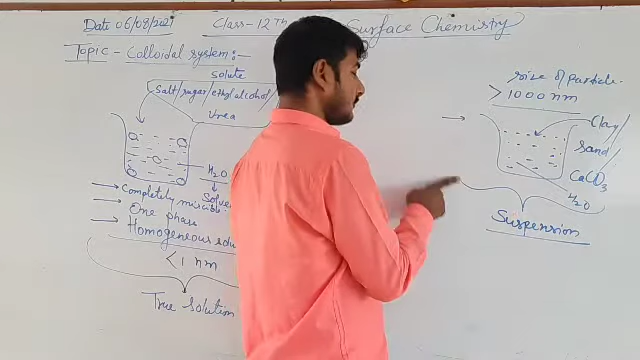 Date 06/08/2021
Class-12th
Surface Chemistry
Topic - Colloidal system :-
solute
Salt/sugar/ethyl alcohol
Urea
H₂O
Completely miscible
One phase
Homogeneous
< 1 nm
True solution
size of particle
> 1000 nm
Clay
Sand
CaCO₃
H₂O
Suspension